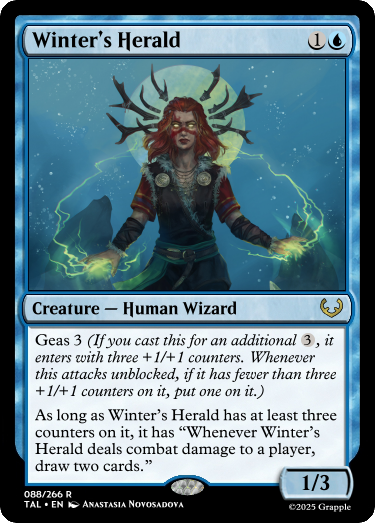 Winter's Herald 1
Creature — Human Wizard
Geas 3 (If you cast this for an additional 3, it
enters with three +1/+1 counters. Whenever
this attacks unblocked, if it has fewer than three
+1/+1 counters on it, put one on it.)
As long as Winter's Herald has at least three
counters on it, it has “Whenever Winter's
Herald deals combat damage to a player,
draw two cards.”
1/3
088/266 R
TAL • EN Anastasia Novosadova
©2025 Grapple